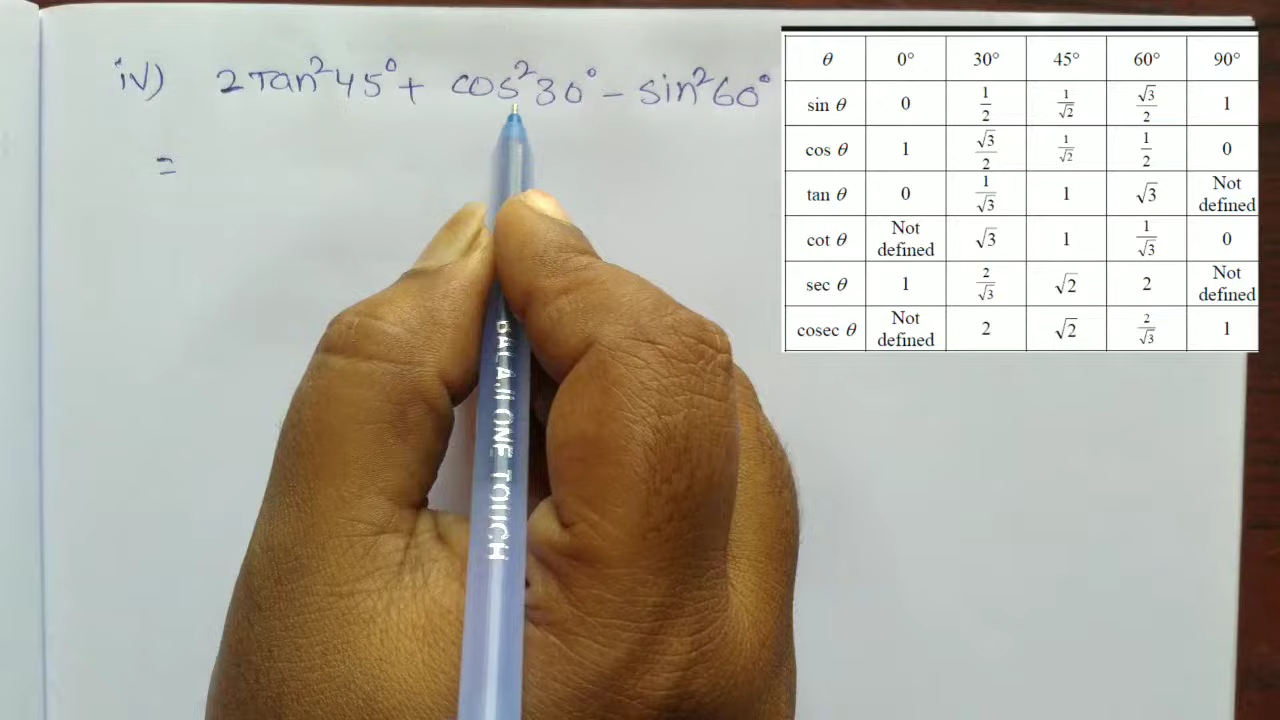 iv) 2Tan²45° + cos²30° − sin²60°
=
BALAJI ONE TOUCH
θ 0° 30° 45° 60° 90°
sin θ 0 1/2 1/√2 √3/2 1
cos θ 1 √3/2 1/√2 1/2 0
tan θ 0 1/√3 1 √3 Not defined
cot θ Not defined √3 1 1/√3 0
sec θ 1 2/√3 √2 2 Not defined
cosec θ Not defined 2 √2 2/√3 1